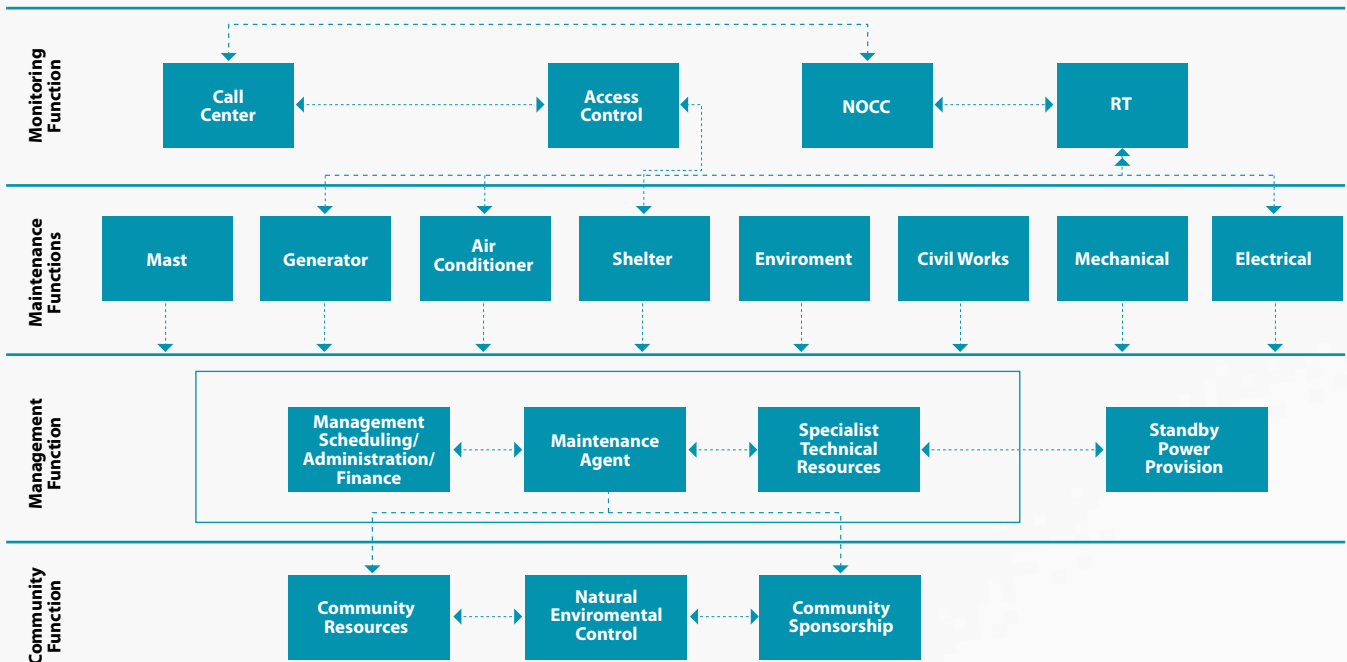 Monitoring
Function
Call
Center
Access
Control
NOCC
RT
Maintenance
Functions
Mast
Generator
Air
Conditioner
Shelter
Enviroment
Civil Works
Mechanical
Electrical
Management
Function
Management
Scheduling/
Administration/
Finance
Maintenance
Agent
Specialist
Technical
Resources
Standby
Power
Provision
Community
Function
Community
Resources
Natural
Enviromental
Control
Community
Sponsorship